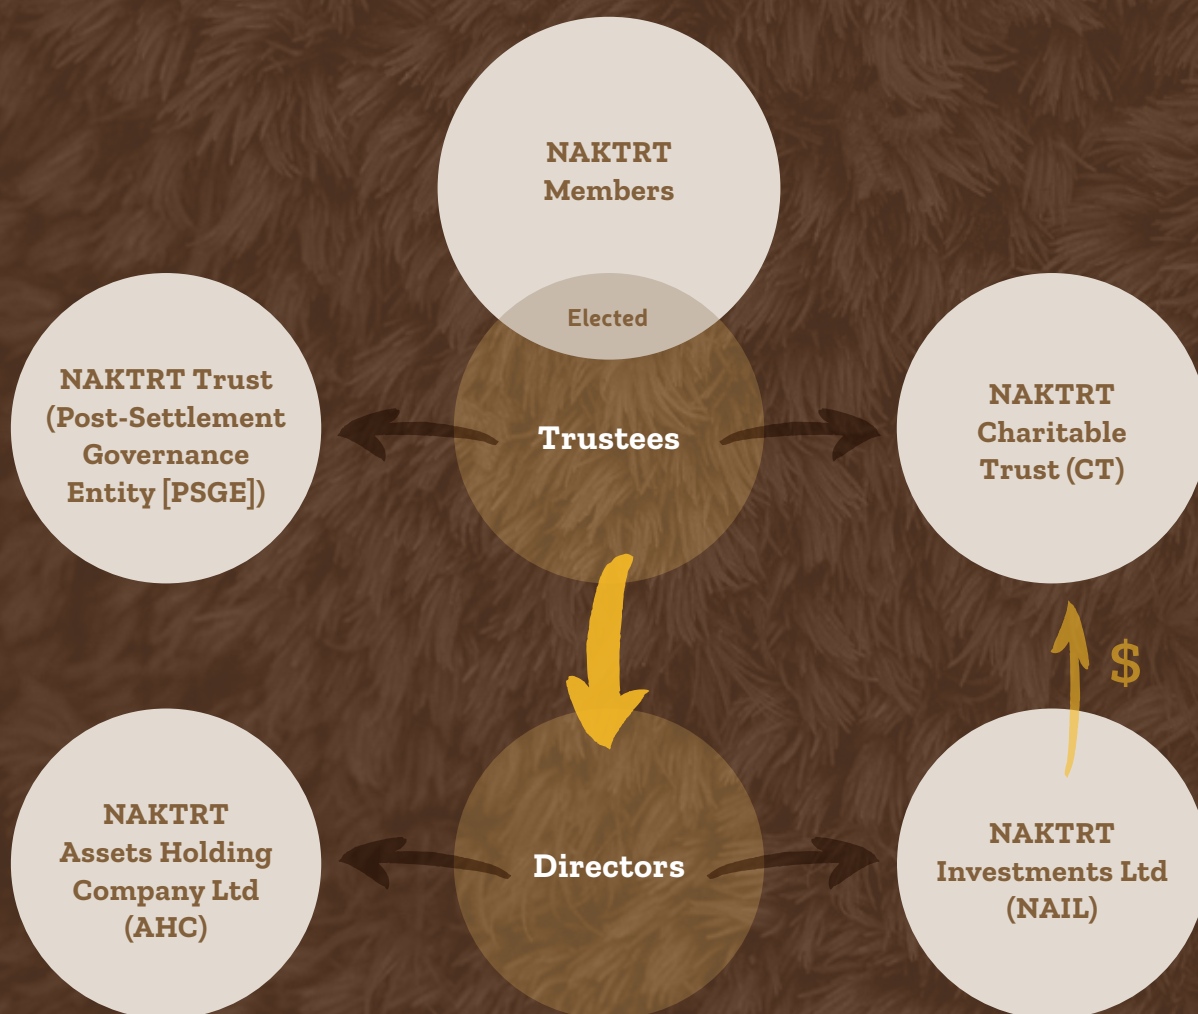 NAKTRT
Members
Elected
NAKTRT Trust
(Post-Settlement
Governance
Entity [PSGE])
Trustees
NAKTRT
Charitable
Trust (CT)
$
NAKTRT
Assets Holding
Company Ltd
(AHC)
Directors
NAKTRT
Investments Ltd
(NAIL)